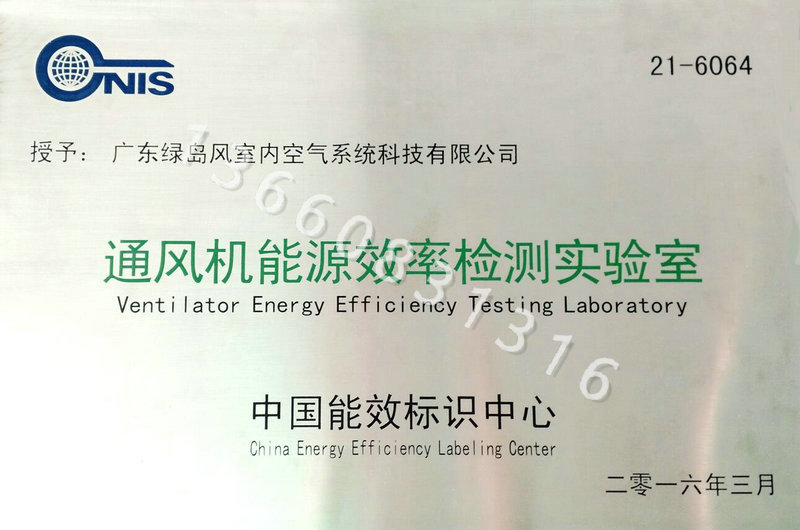 CNIS
21-6064
授予： 广东绿岛风室内空气系统科技有限公司
通风机能源效率检测实验室
Ventilator Energy Efficiency Testing Laboratory
13660831316
中国能效标识中心
China Energy Efficiency Labeling Center
二零一六年三月